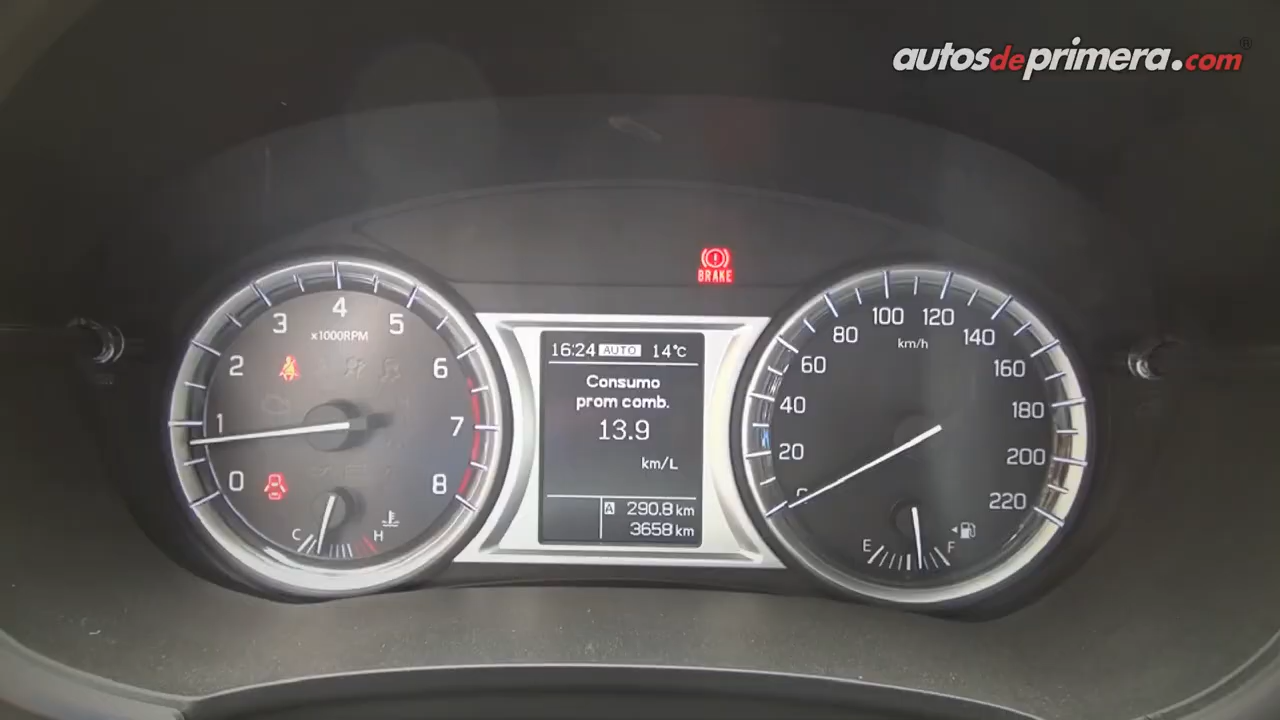 autosdeprimera.com®
BRAKE
0
1
2
3
4
5
6
7
8
x1000RPM
C
H
16:24 AUTO 14°C
Consumo
prom comb.
13.9
km/L
A 290.8 km
3658 km
20
40
60
80
100
120
140
160
180
200
220
km/h
E
F